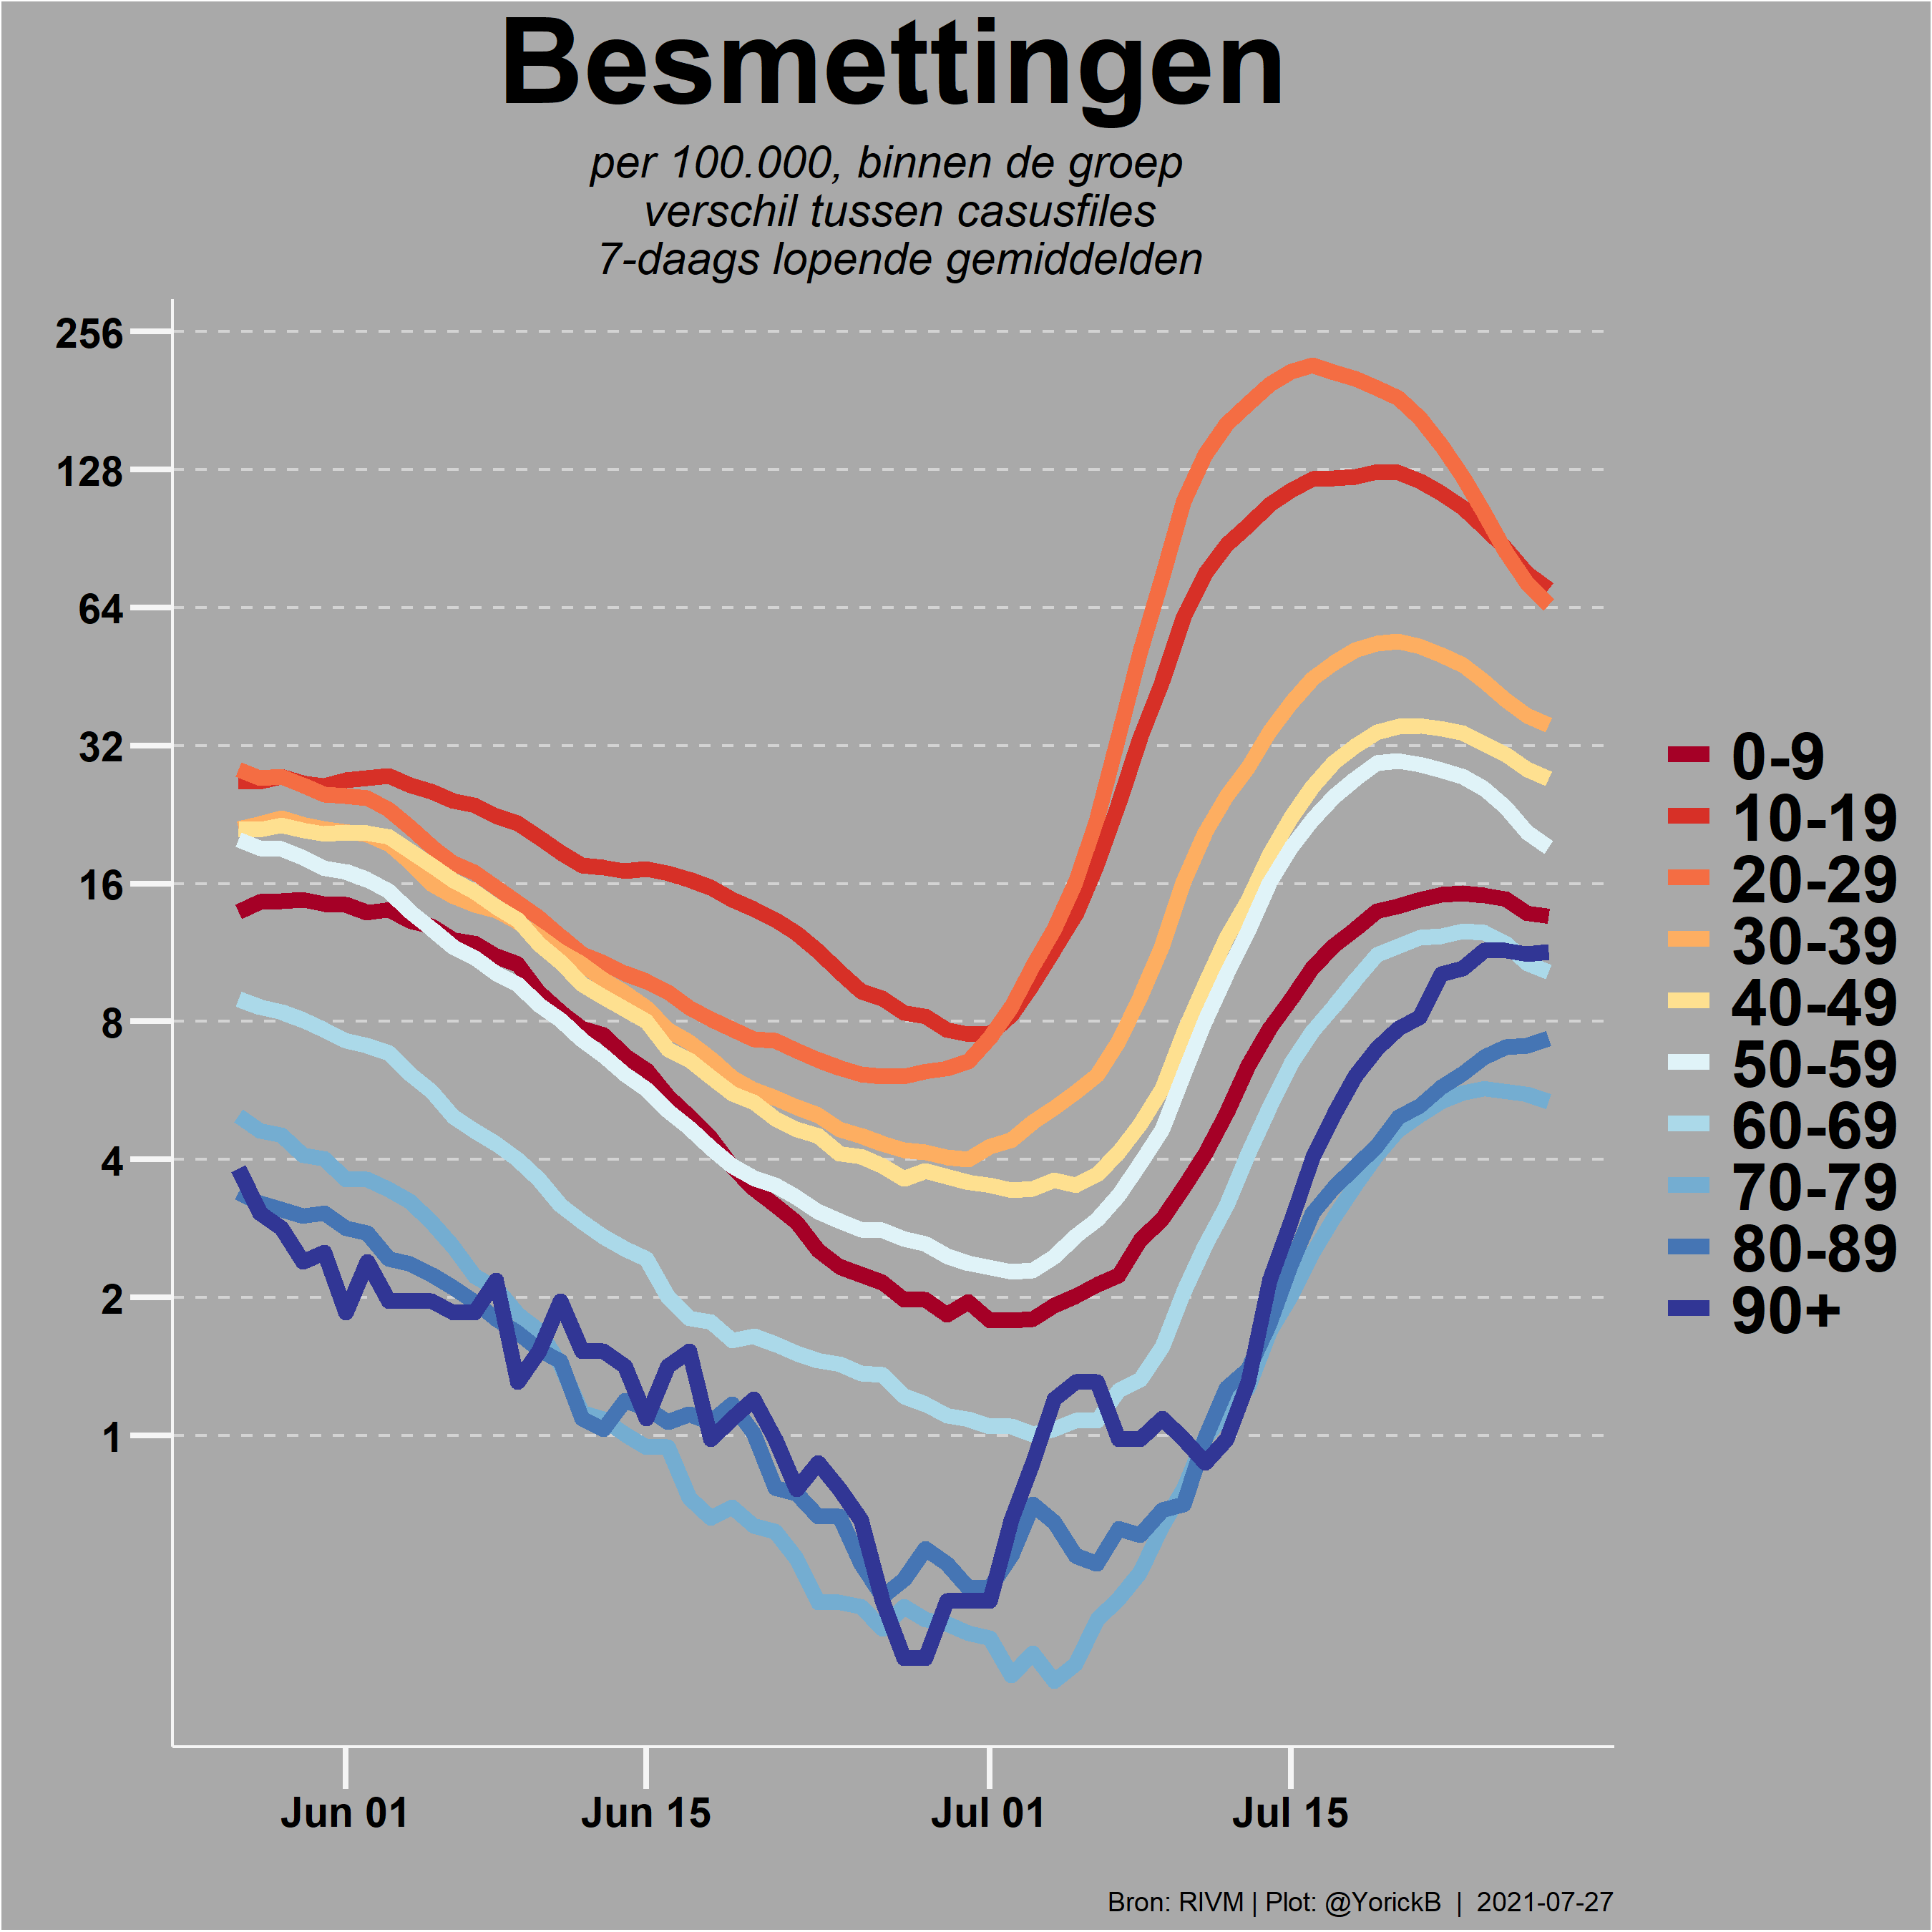 Besmettingen
per 100.000, binnen de groep
verschil tussen casusfiles
7-daags lopende gemiddelden
256
128
64
32
16
8
4
2
1
Jun 01
Jun 15
Jul 01
Jul 15
0-9
10-19
20-29
30-39
40-49
50-59
60-69
70-79
80-89
90+
Bron: RIVM | Plot: @YorickB | 2021-07-27